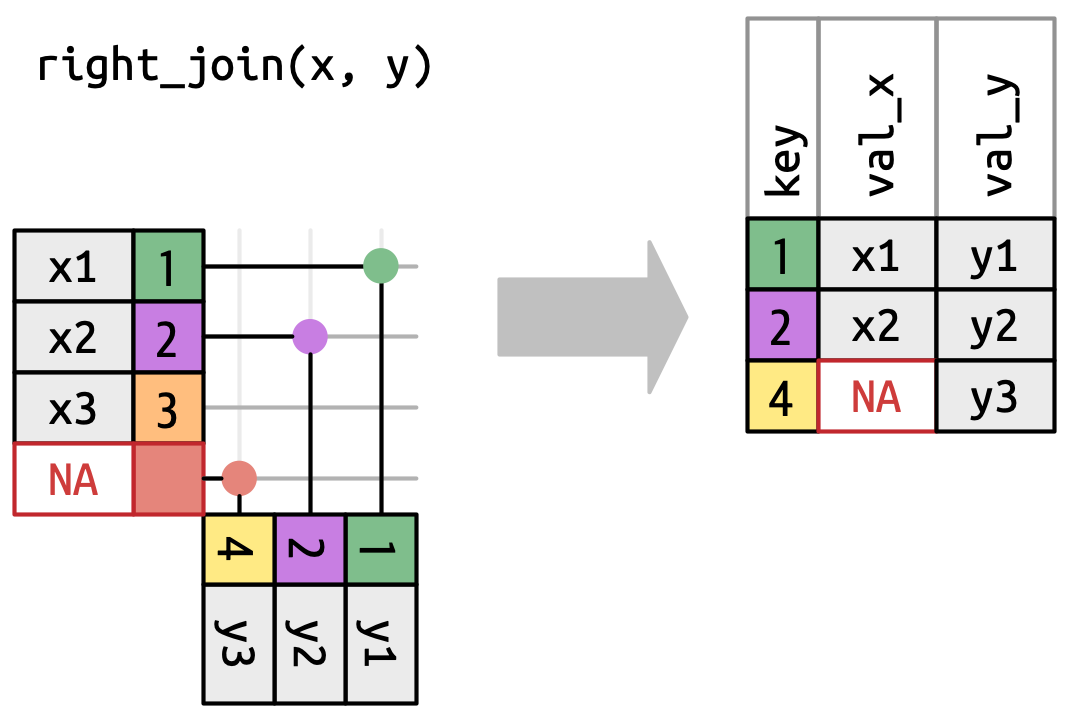 right_join(x, y)
x1 1
x2 2
x3 3
NA
4 2 1
y3 y2 y1
key val_x val_y
1 x1 y1
2 x2 y2
4 NA y3